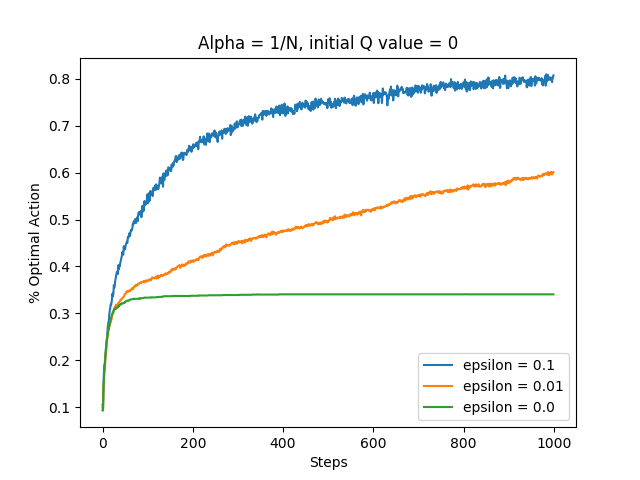 Alpha = 1/N, initial Q value = 0
% Optimal Action
0.8
0.7
0.6
0.5
0.4
0.3
0.2
0.1
0
200
400
600
800
1000
Steps
epsilon = 0.1
epsilon = 0.01
epsilon = 0.0